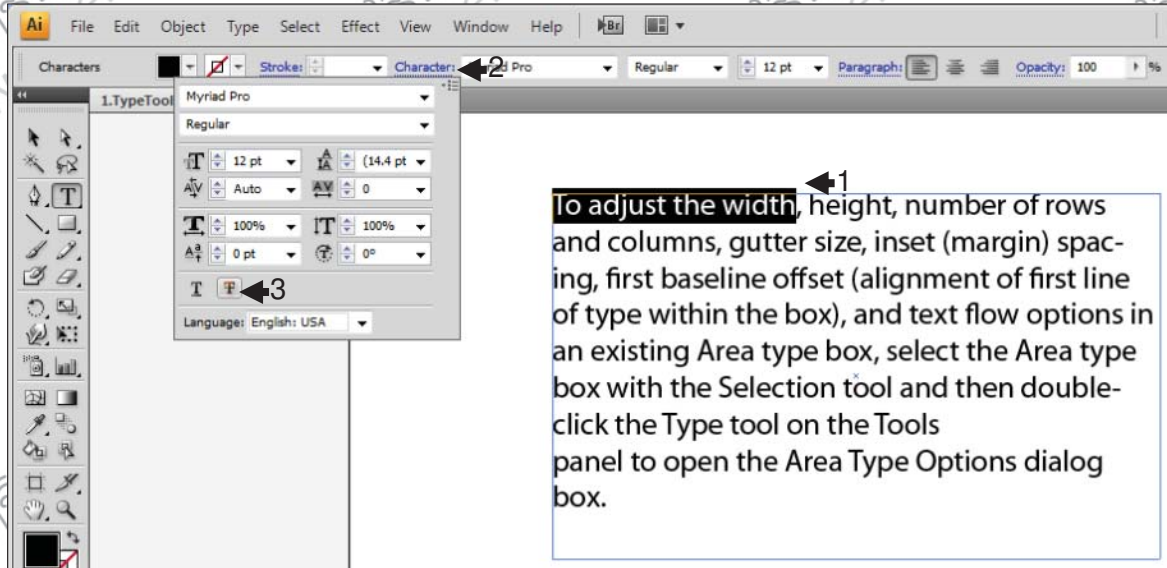 Ai File Edit Object Type Select Effect View Window Help Br
Characters Stroke: Character: 2 Pro Regular 12 pt Paragraph: Opacity: 100 %
1.TypeTool
Myriad Pro
Regular
12 pt (14.4 pt
Auto 0
100% 100%
0 pt 0°
T T 3
Language: English: USA
1
To adjust the width, height, number of rows
and columns, gutter size, inset (margin) spac-
ing, first baseline offset (alignment of first line
of type within the box), and text flow options in
an existing Area type box, select the Area type
box with the Selection tool and then double-
click the Type tool on the Tools
panel to open the Area Type Options dialog
box.